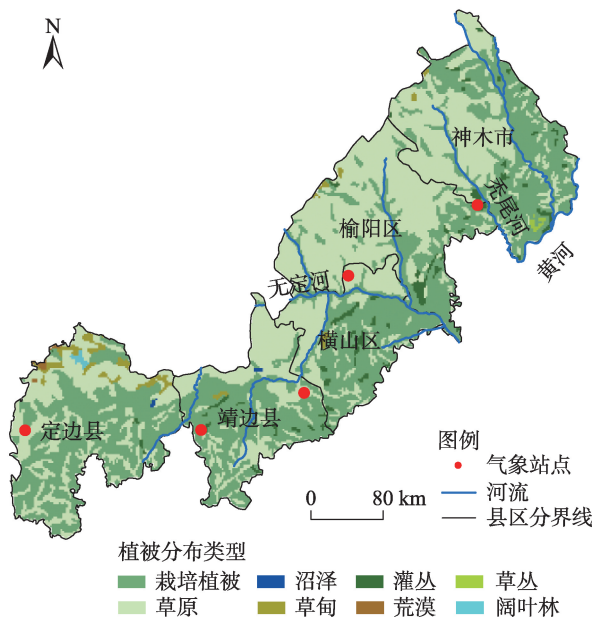 N
神木市
秃尾河
榆阳区
黄河
无定河
横山区
定边县
靖边县
图例
气象站点
河流
县区分界线
0 80 km
植被分布类型
栽培植被 沼泽 灌丛 草丛
草原 草甸 荒漠 阔叶林